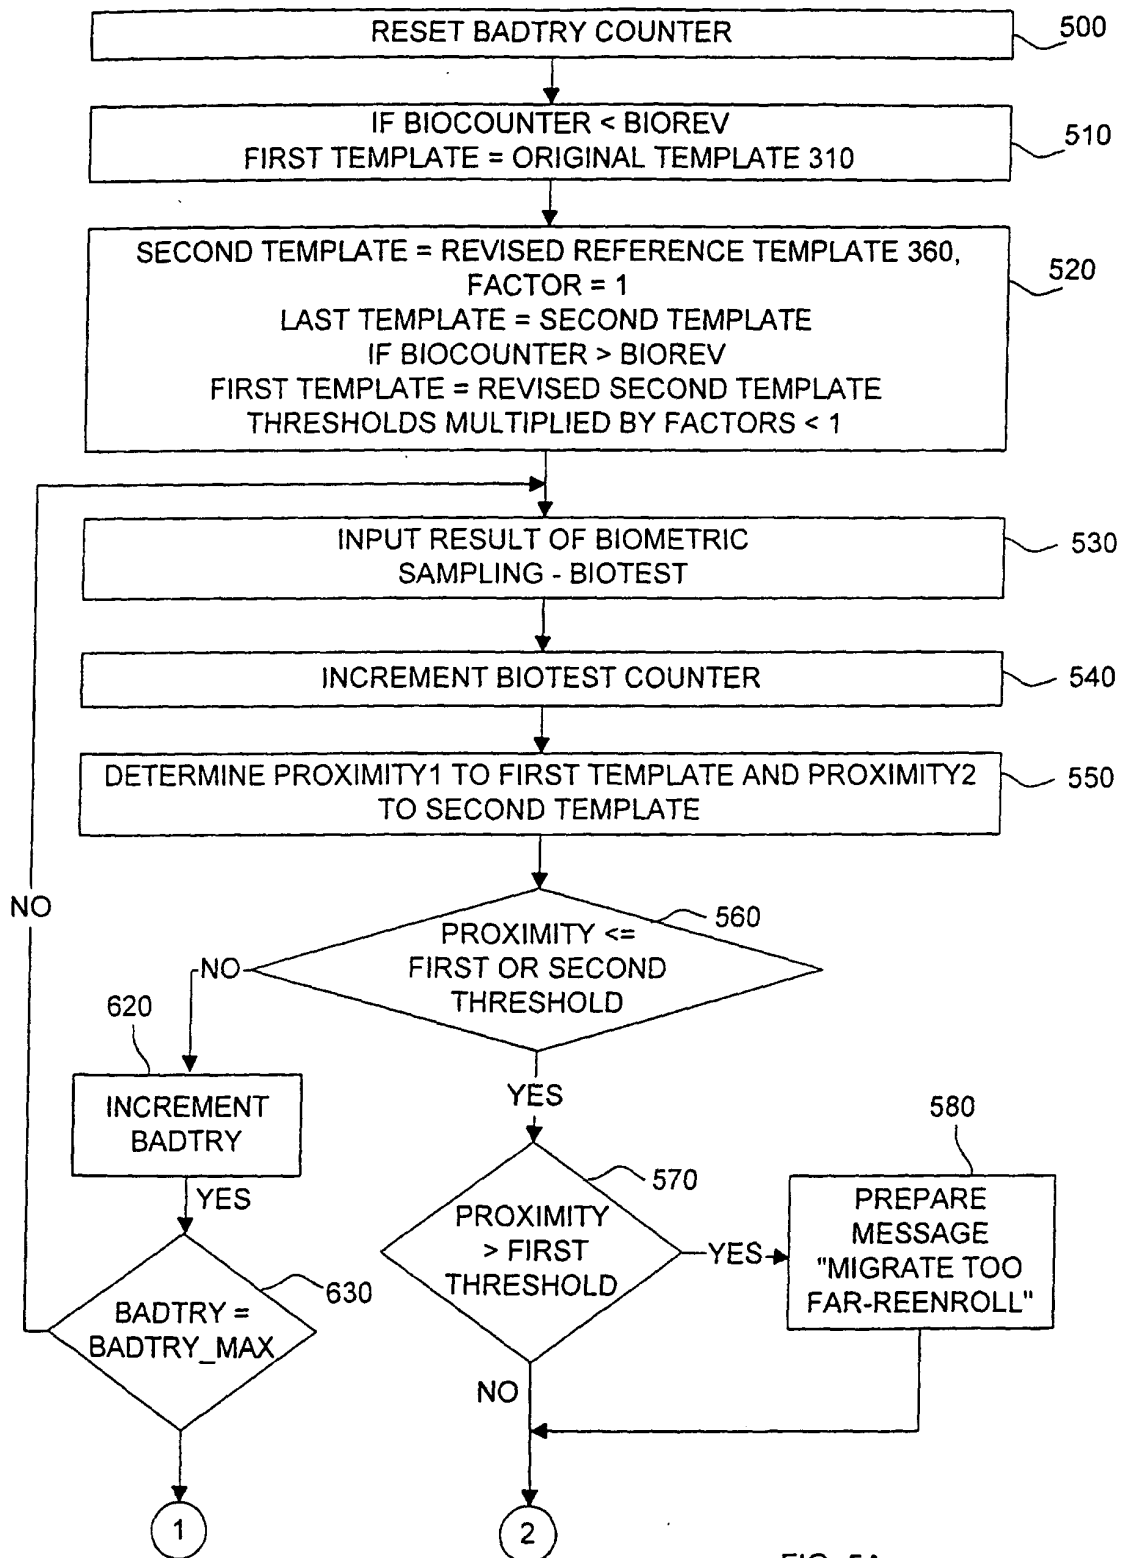 RESET BADTRY COUNTER
500
IF BIOCOUNTER < BIOREV
FIRST TEMPLATE = ORIGINAL TEMPLATE 310
510
SECOND TEMPLATE = REVISED REFERENCE TEMPLATE 360,
FACTOR = 1
LAST TEMPLATE = SECOND TEMPLATE
IF BIOCOUNTER > BIOREV
FIRST TEMPLATE = REVISED SECOND TEMPLATE
THRESHOLDS MULTIPLIED BY FACTORS < 1
520
INPUT RESULT OF BIOMETRIC
SAMPLING - BIOTEST
530
INCREMENT BIOTEST COUNTER
540
DETERMINE PROXIMITY1 TO FIRST TEMPLATE AND PROXIMITY2
TO SECOND TEMPLATE
550
NO
PROXIMITY <=
FIRST OR SECOND
THRESHOLD
560
NO
620
INCREMENT
BADTRY
YES
YES
580
PROXIMITY
> FIRST
THRESHOLD
570
YES
PREPARE
MESSAGE
"MIGRATE TOO
FAR-REENROLL"
BADTRY =
BADTRY_MAX
630
NO
1
2
FIG. 5A